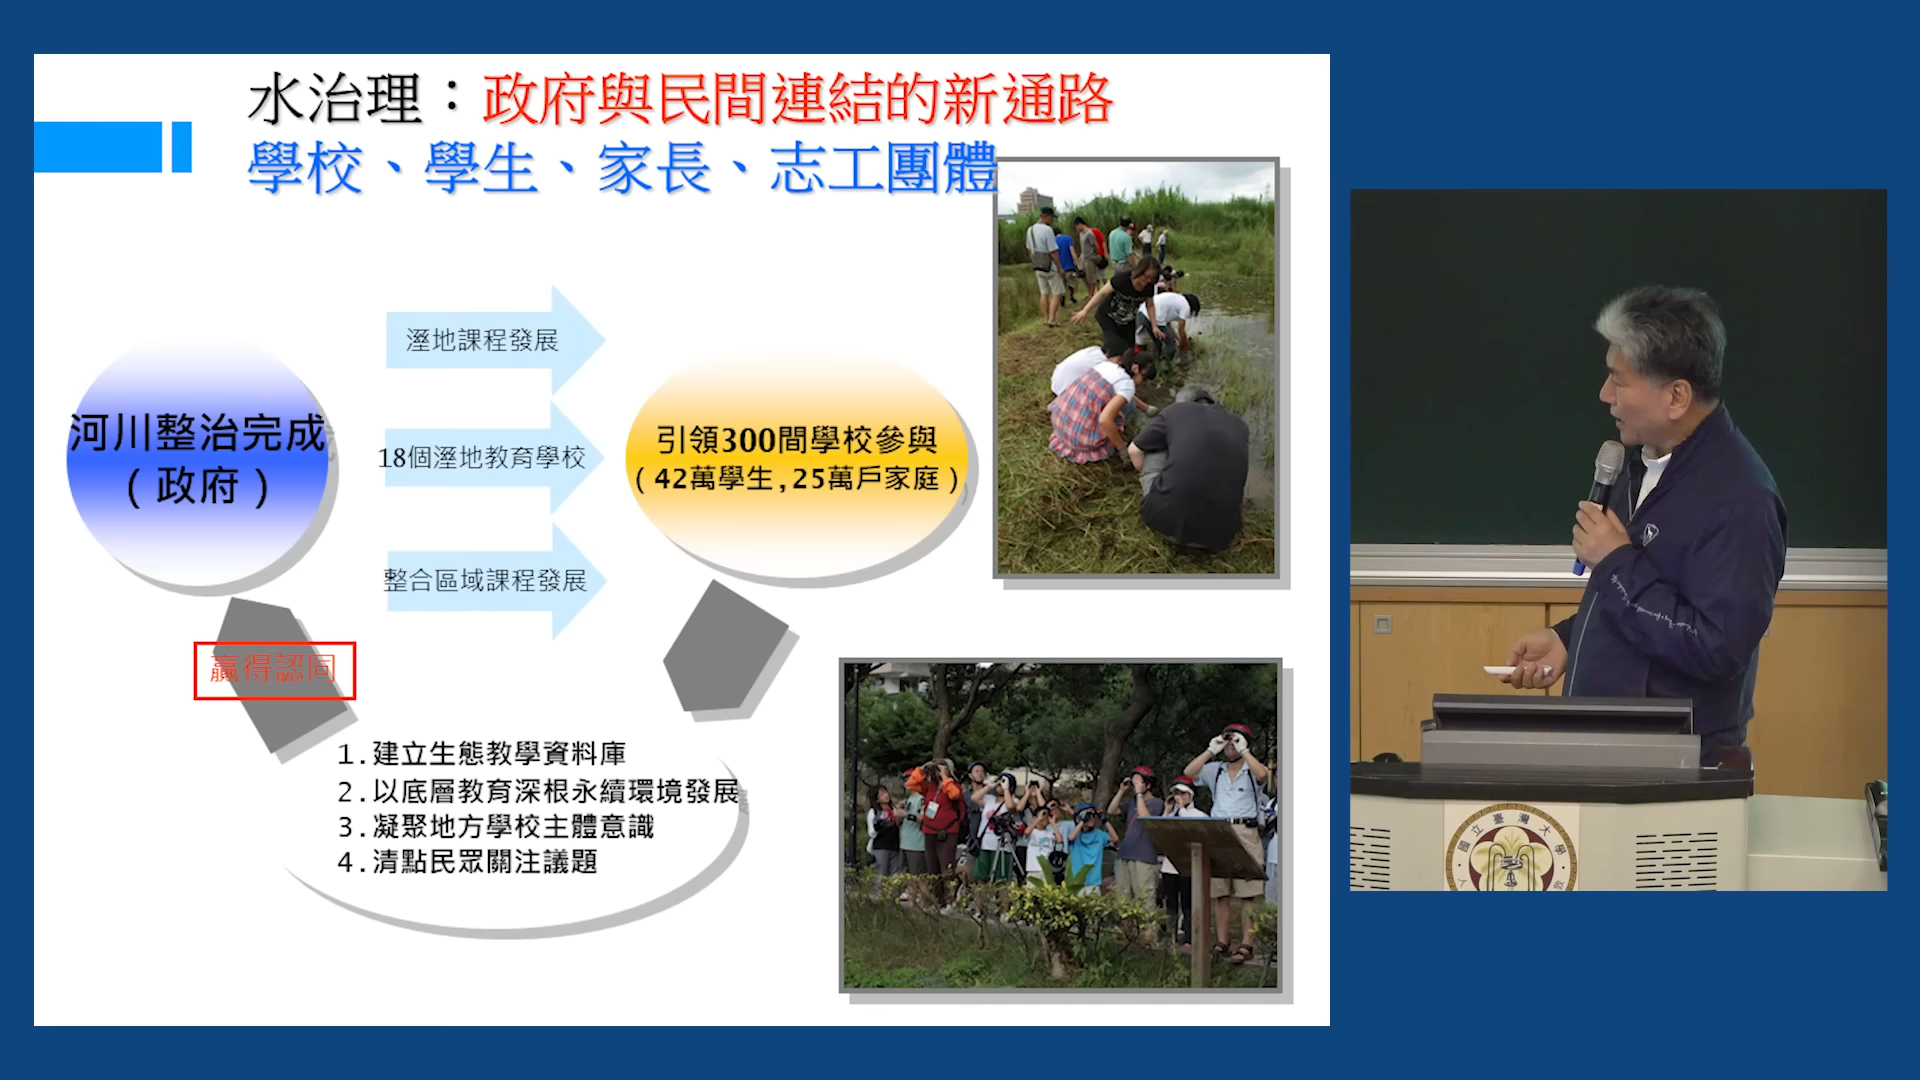 水治理：政府與民間連結的新通路
學校、學生、家長、志工團體
河川整治完成
（政府）
溼地課程發展
18個溼地教育學校
整合區域課程發展
引領300間學校參與
（42萬學生,25萬戶家庭）
贏得認同
1.建立生態教學資料庫
2.以底層教育深根永續環境發展
3.凝聚地方學校主體意識
4.清點民眾關注議題
國立臺灣大學